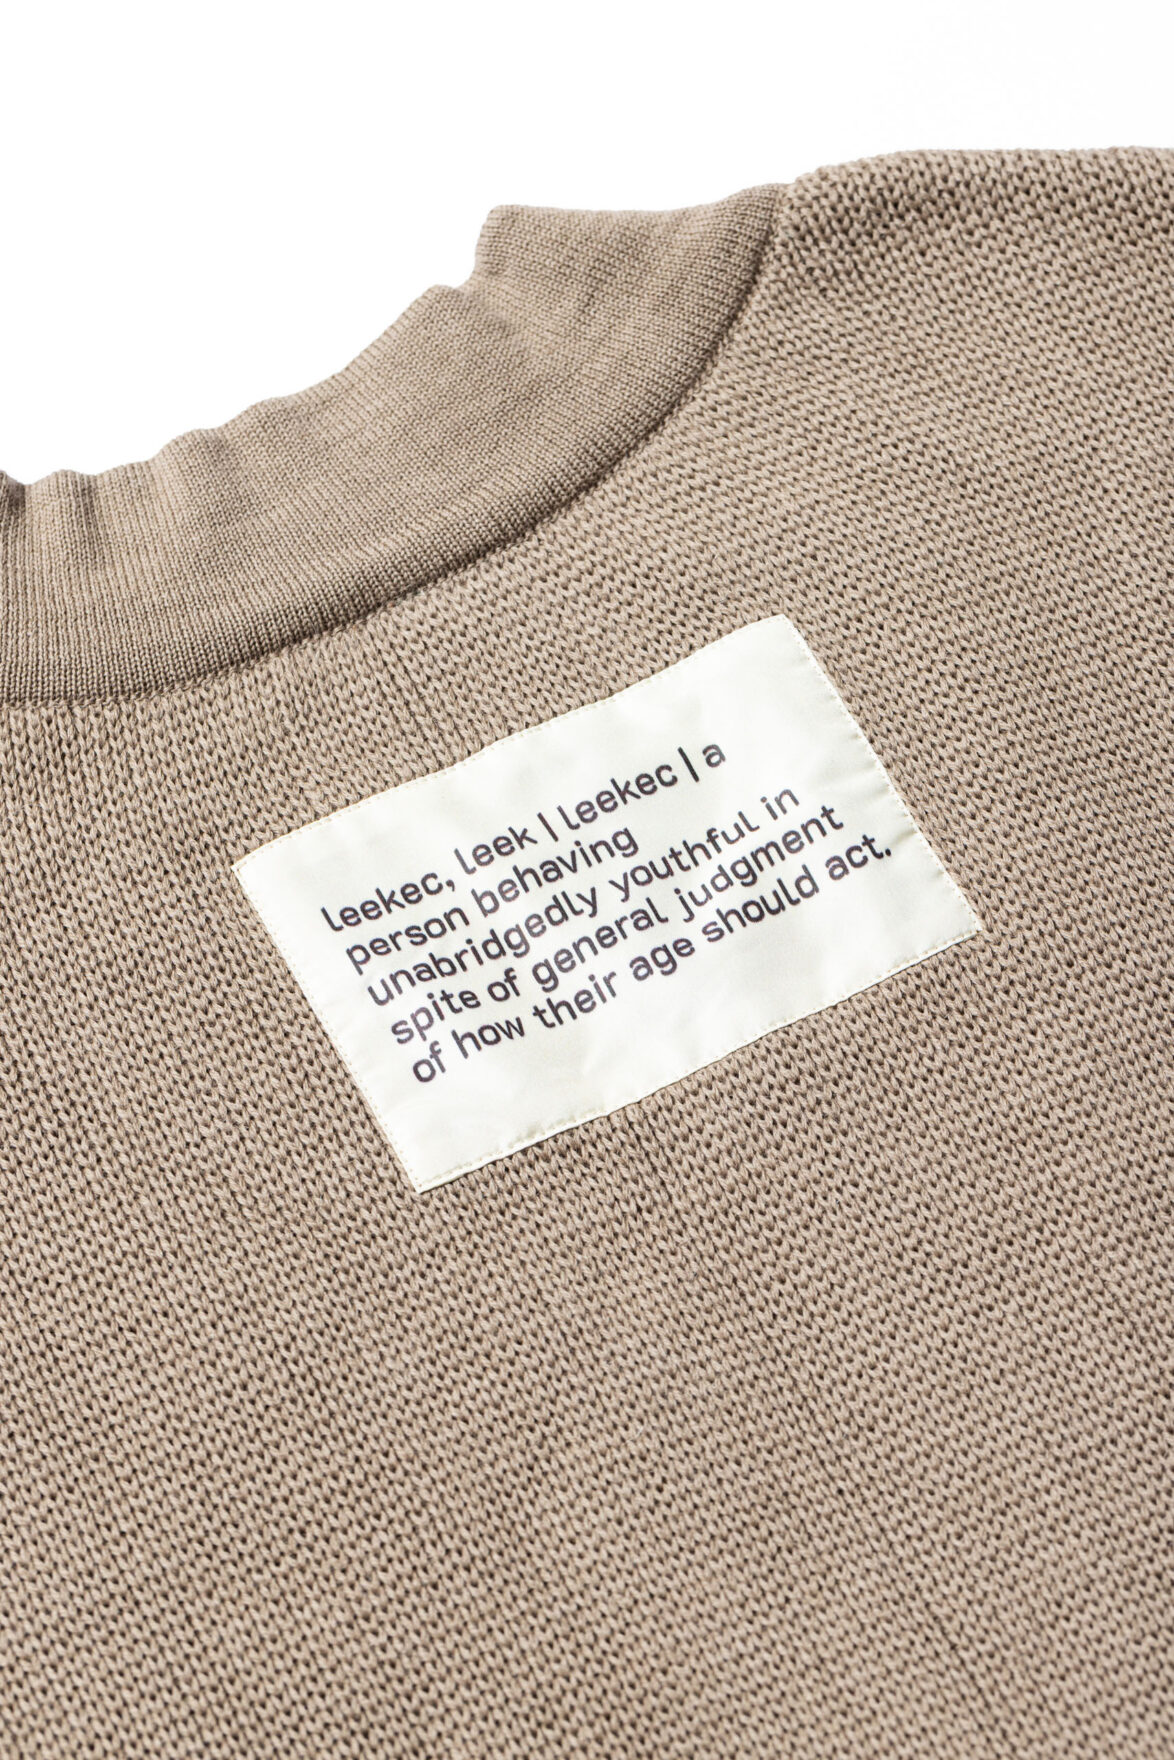 leekec, leek | leekec | a
person behaving
unabridgedly youthful in
spite of general judgment
of how their age should act.